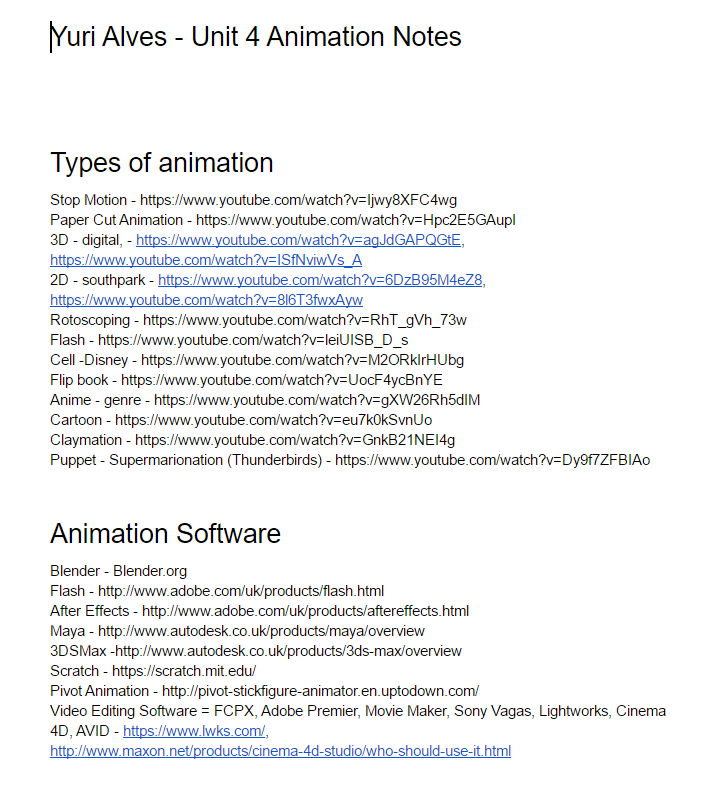 Yuri Alves - Unit 4 Animation Notes
Types of animation
Stop Motion - https://www.youtube.com/watch?v=Ijwy8XFC4wg
Paper Cut Animation - https://www.youtube.com/watch?v=Hpc2E5GAupI
3D - digital, - https://www.youtube.com/watch?v=agJdGAPQGtE,
https://www.youtube.com/watch?v=ISfNviwVs_A
2D - southpark - https://www.youtube.com/watch?v=6DzB95M4eZ8,
https://www.youtube.com/watch?v=8l6T3fwxAyw
Rotoscoping - https://www.youtube.com/watch?v=RhT_gVh_73w
Flash - https://www.youtube.com/watch?v=leiUISB_D_s
Cell -Disney - https://www.youtube.com/watch?v=M2ORkIrHUbg
Flip book - https://www.youtube.com/watch?v=UocF4ycBnYE
Anime - genre - https://www.youtube.com/watch?v=gXW26Rh5dIM
Cartoon - https://www.youtube.com/watch?v=eu7k0kSvnUo
Claymation - https://www.youtube.com/watch?v=GnkB21NEI4g
Puppet - Supermarionation (Thunderbirds) - https://www.youtube.com/watch?v=Dy9f7ZFBIAo
Animation Software
Blender - Blender.org
Flash - http://www.adobe.com/uk/products/flash.html
After Effects - http://www.adobe.com/uk/products/aftereffects.html
Maya - http://www.autodesk.co.uk/products/maya/overview
3DSMax -http://www.autodesk.co.uk/products/3ds-max/overview
Scratch - https://scratch.mit.edu/
Pivot Animation - http://pivot-stickfigure-animator.en.uptodown.com/
Video Editing Software = FCPX, Adobe Premier, Movie Maker, Sony Vagas, Lightworks, Cinema
4D, AVID - https://www.lwks.com/,
http://www.maxon.net/products/cinema-4d-studio/who-should-use-it.html